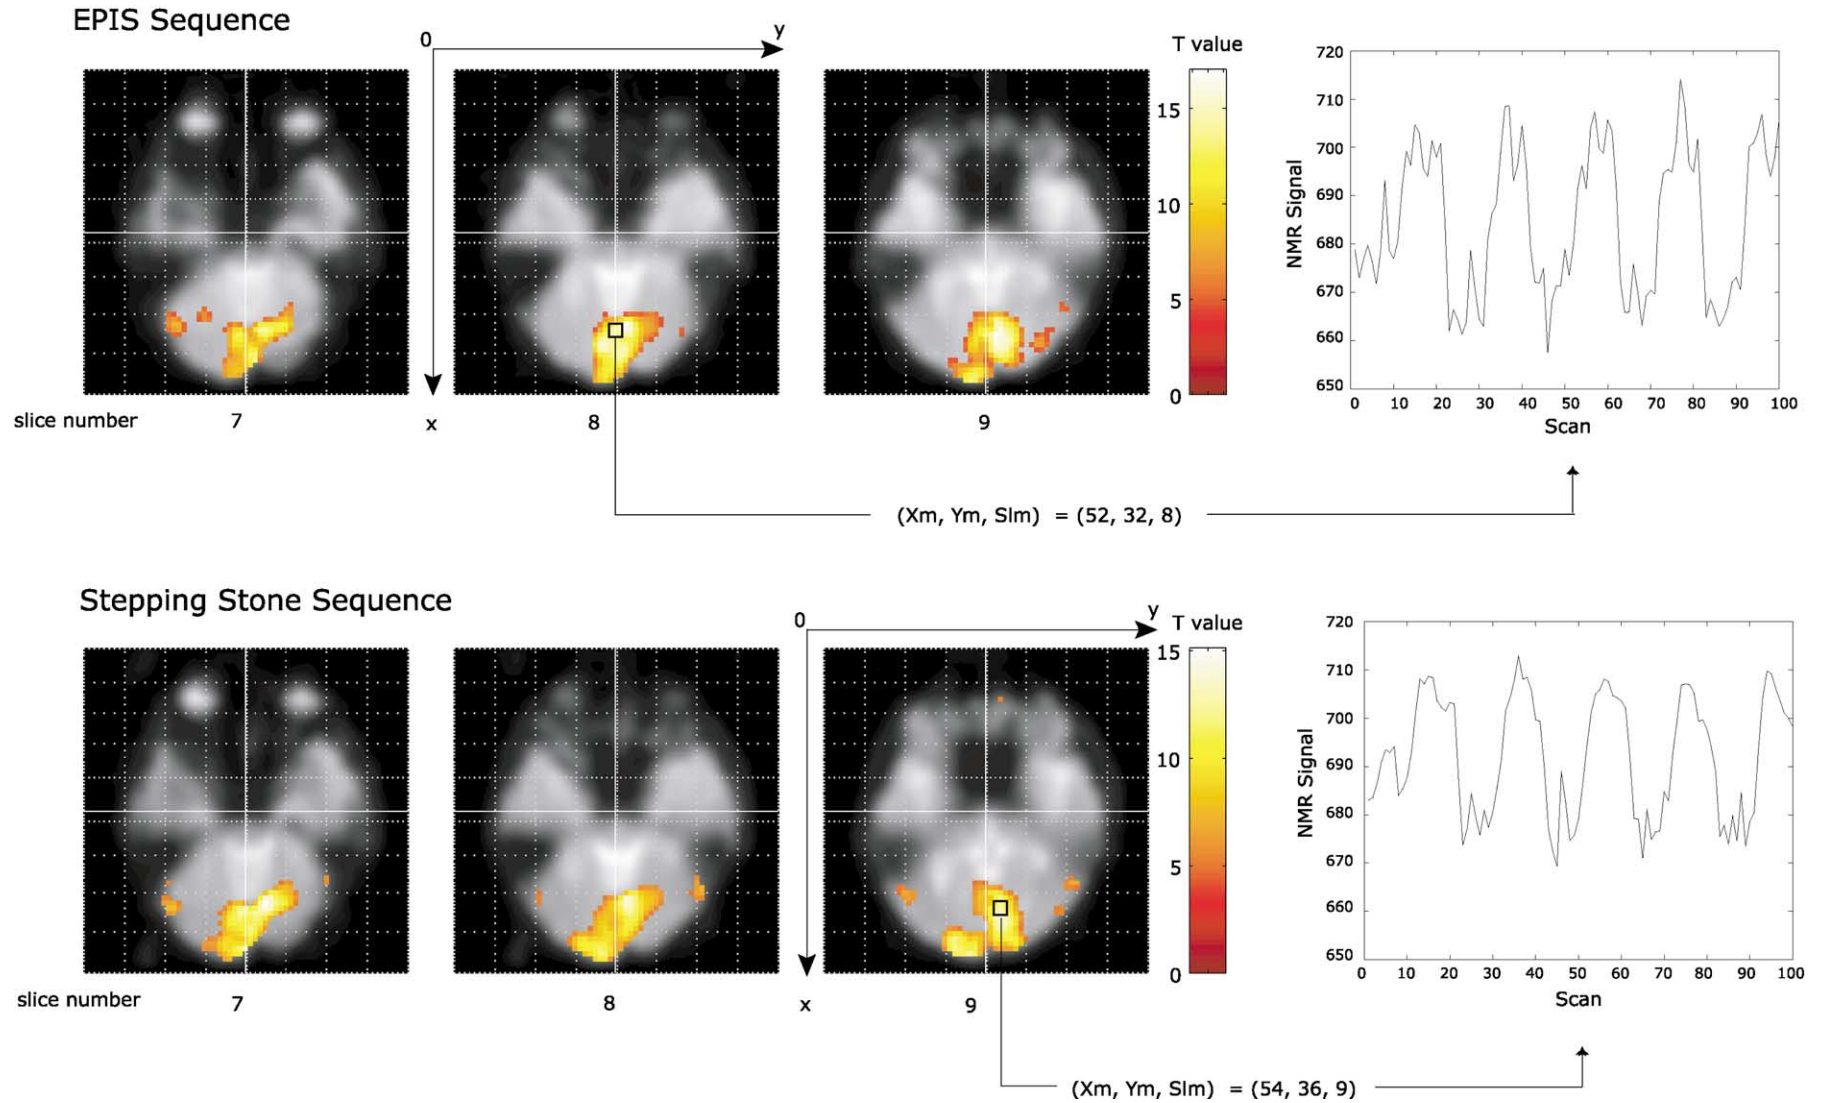 EPIS Sequence
0
y
T value
15
10
5
0
slice number
7
x
8
9
720
710
700
690
680
670
660
650
NMR Signal
0 10 20 30 40 50 60 70 80 90 100
Scan
(Xm, Ym, Slm) = (52, 32, 8)
Stepping Stone Sequence
0
y
T value
15
10
5
0
slice number
7
8
x
9
720
710
700
690
680
670
660
650
NMR Signal
0 10 20 30 40 50 60 70 80 90 100
Scan
(Xm, Ym, Slm) = (54, 36, 9)